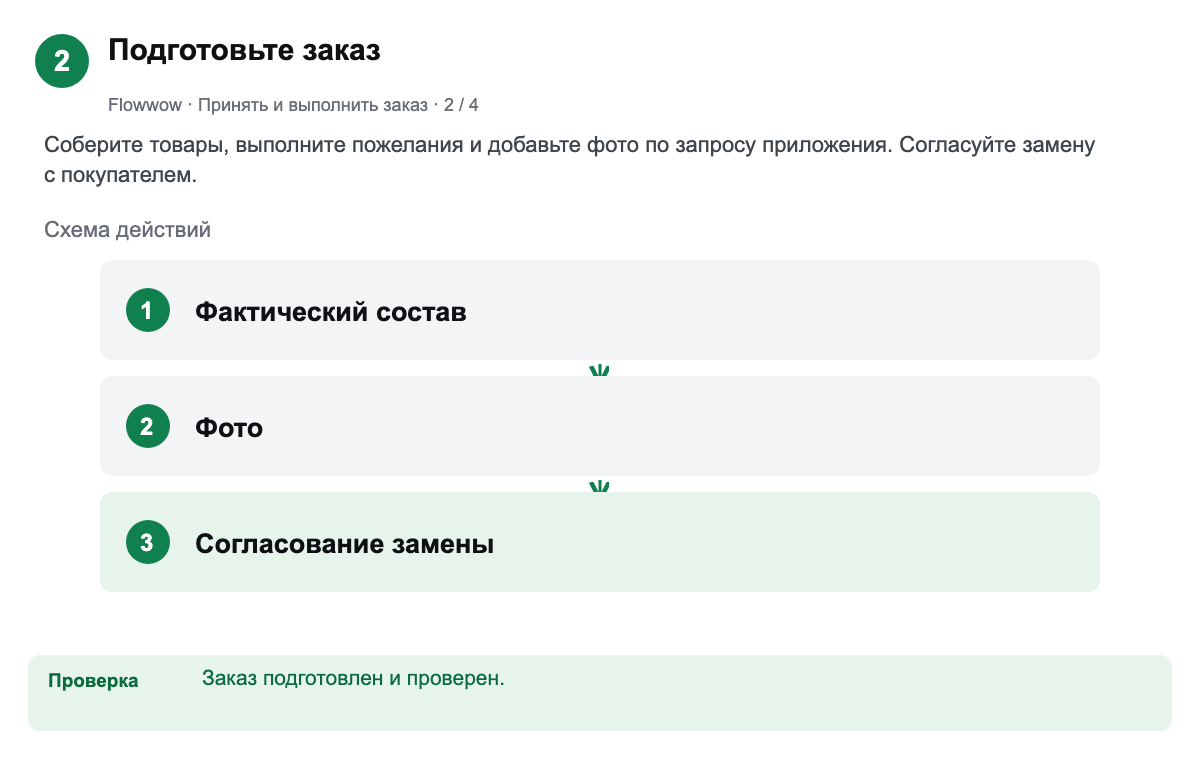 2
Подготовьте заказ
Flowwow · Принять и выполнить заказ · 2 / 4
Соберите товары, выполните пожелания и добавьте фото по запросу приложения. Согласуйте замену
с покупателем.
Схема действий
1 Фактический состав
2 Фото
3 Согласование замены
Проверка Заказ подготовлен и проверен.